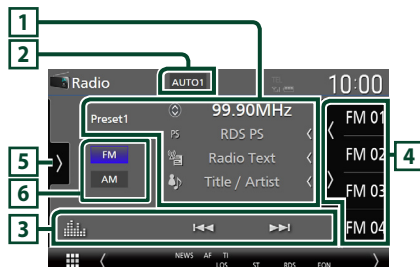 1
2
Radio
AUTO1
TEL
10:00
Preset1
99.90MHz
PS
RDS PS
Radio Text
Title / Artist
FM
AM
FM 01
FM 02
FM 03
FM 04
4
5
6
3
NEWS AF TI
LOS ST RDS EON